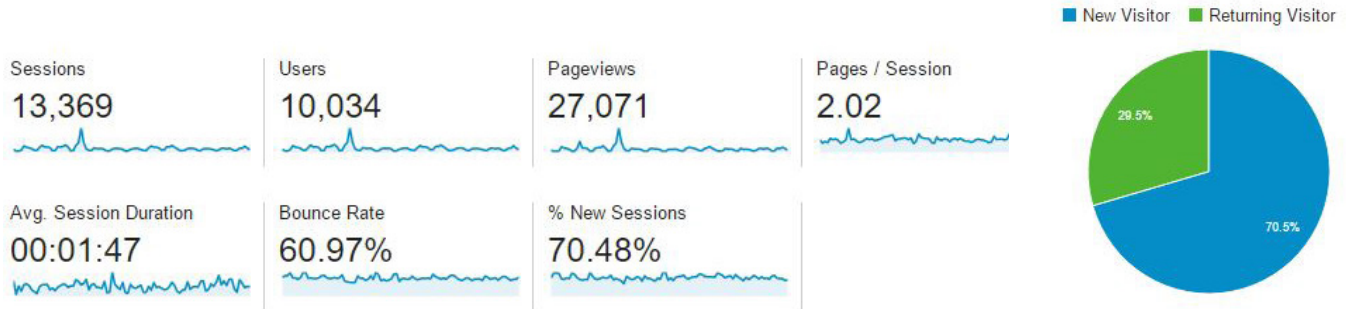 New Visitor Returning Visitor
Sessions
13,369
Users
10,034
Pageviews
27,071
Pages / Session
2.02
Avg. Session Duration
00:01:47
Bounce Rate
60.97%
% New Sessions
70.48%
29.5%
70.5%